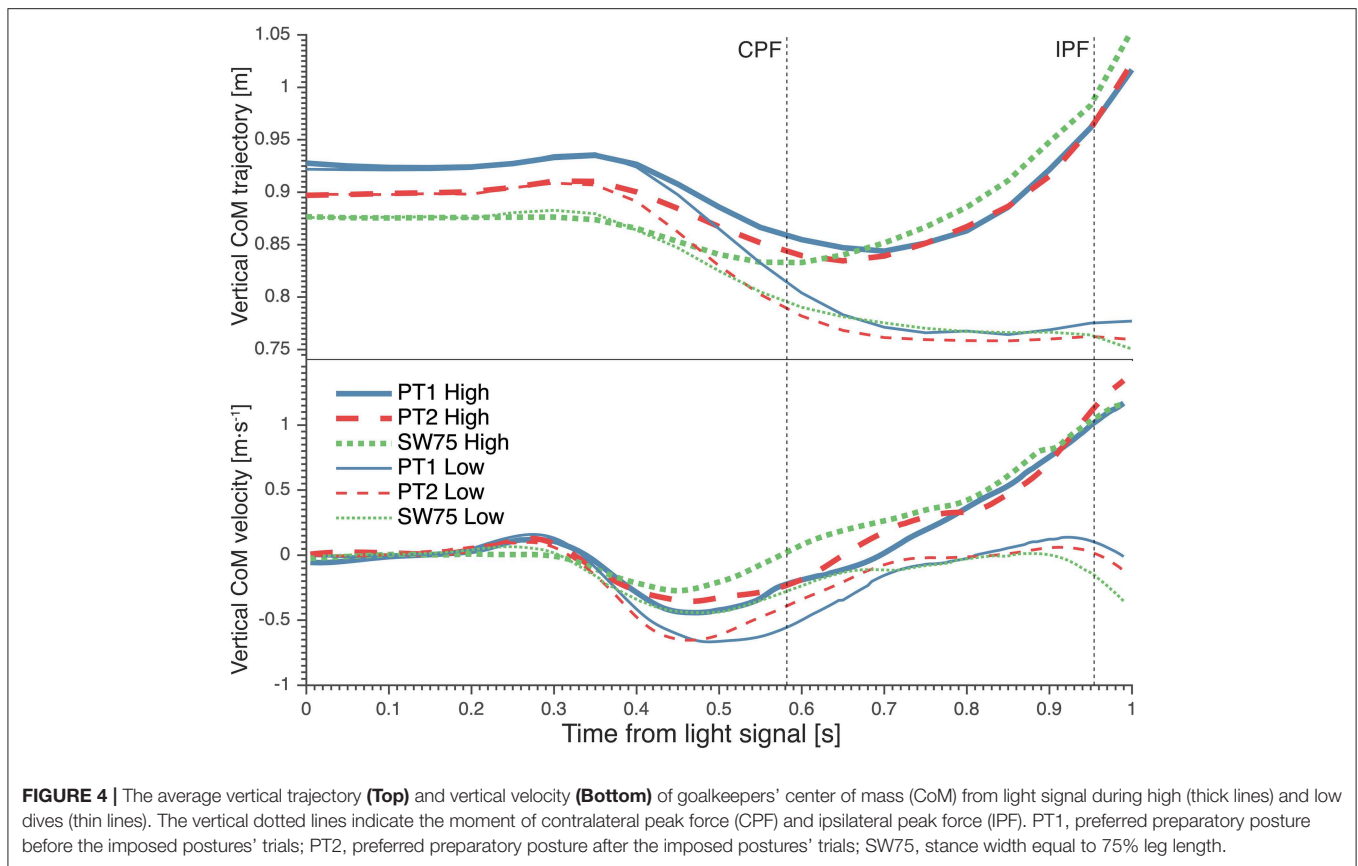 CPF
IPF
Vertical CoM trajectory [m]
1.05
1
0.95
0.9
0.85
0.8
0.75
Vertical CoM velocity [m·s⁻¹]
1
0.5
0
-0.5
-1
PT1 High
PT2 High
SW75 High
PT1 Low
PT2 Low
SW75 Low
0 0.1 0.2 0.3 0.4 0.5 0.6 0.7 0.8 0.9 1
Time from light signal [s]
FIGURE 4 | The average vertical trajectory (Top) and vertical velocity (Bottom) of goalkeepers' center of mass (CoM) from light signal during high (thick lines) and low
dives (thin lines). The vertical dotted lines indicate the moment of contralateral peak force (CPF) and ipsilateral peak force (IPF). PT1, preferred preparatory posture
before the imposed postures' trials; PT2, preferred preparatory posture after the imposed postures' trials; SW75, stance width equal to 75% leg length.